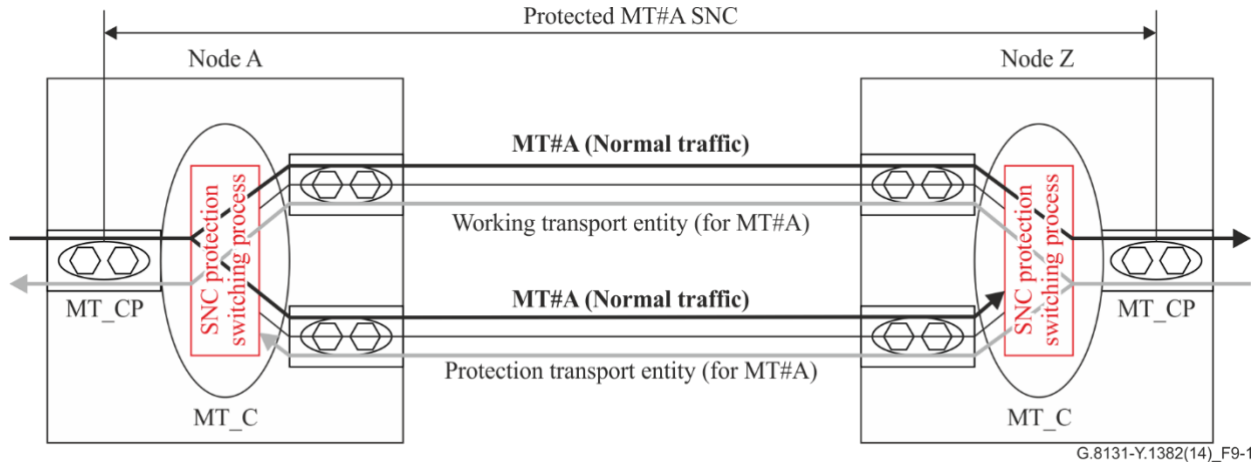 Protected MT#A SNC
Node A
Node Z
MT#A (Normal traffic)
SNC protection
switching process
SNC protection
switching process
Working transport entity (for MT#A)
MT#A (Normal traffic)
MT_CP
MT_CP
Protection transport entity (for MT#A)
MT_C
MT_C
G.8131-Y.1382(14)_F9-1